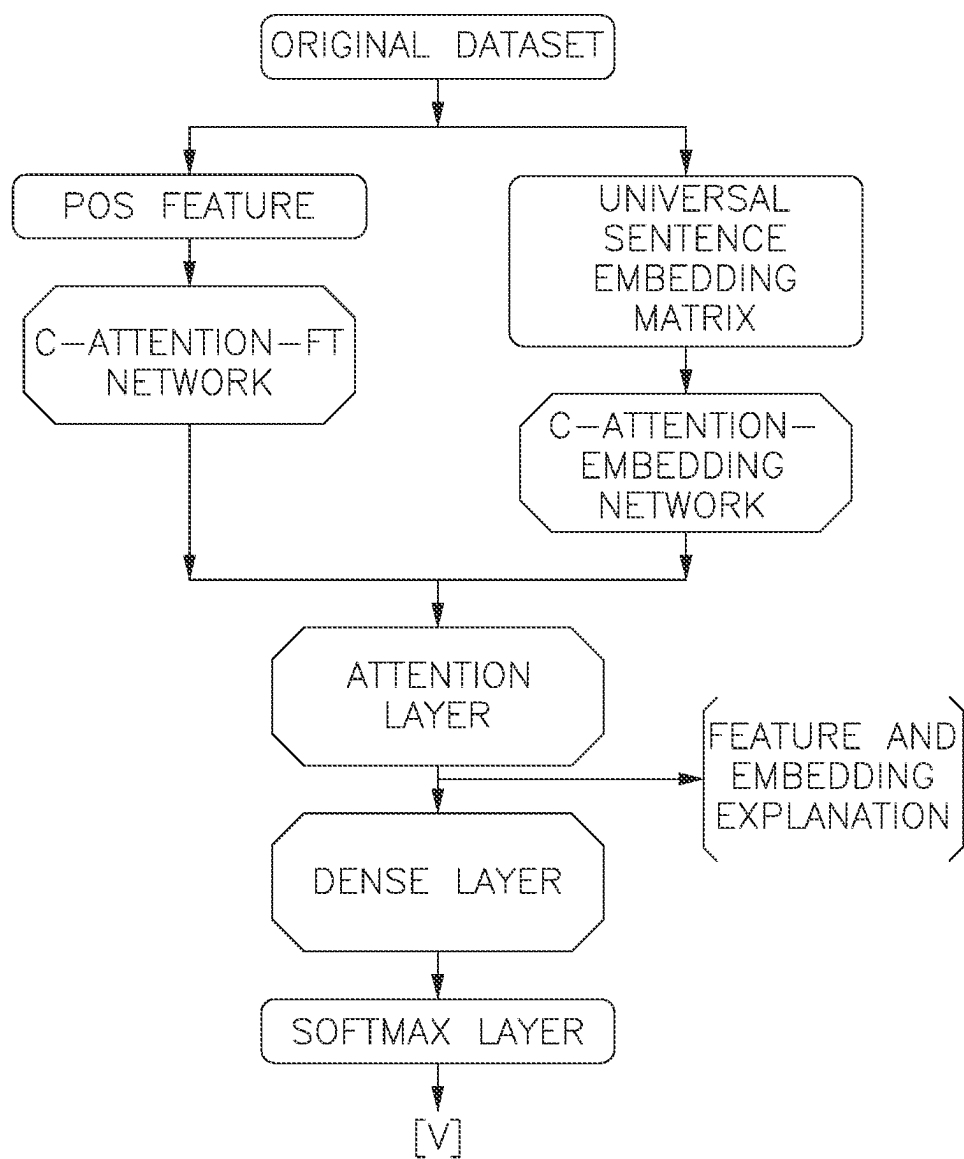 ORIGINAL DATASET
POS FEATURE
C-ATTENTION-FT
NETWORK
UNIVERSAL
SENTENCE
EMBEDDING
MATRIX
C-ATTENTION-
EMBEDDING
NETWORK
ATTENTION
LAYER
FEATURE AND
EMBEDDING
EXPLANATION
DENSE LAYER
SOFTMAX LAYER
[V]